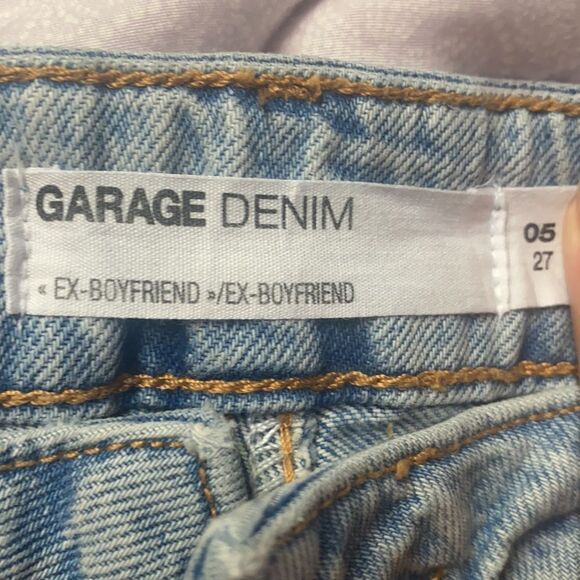 GARAGE DENIM
« EX-BOYFRIEND »/EX-BOYFRIEND
05
27